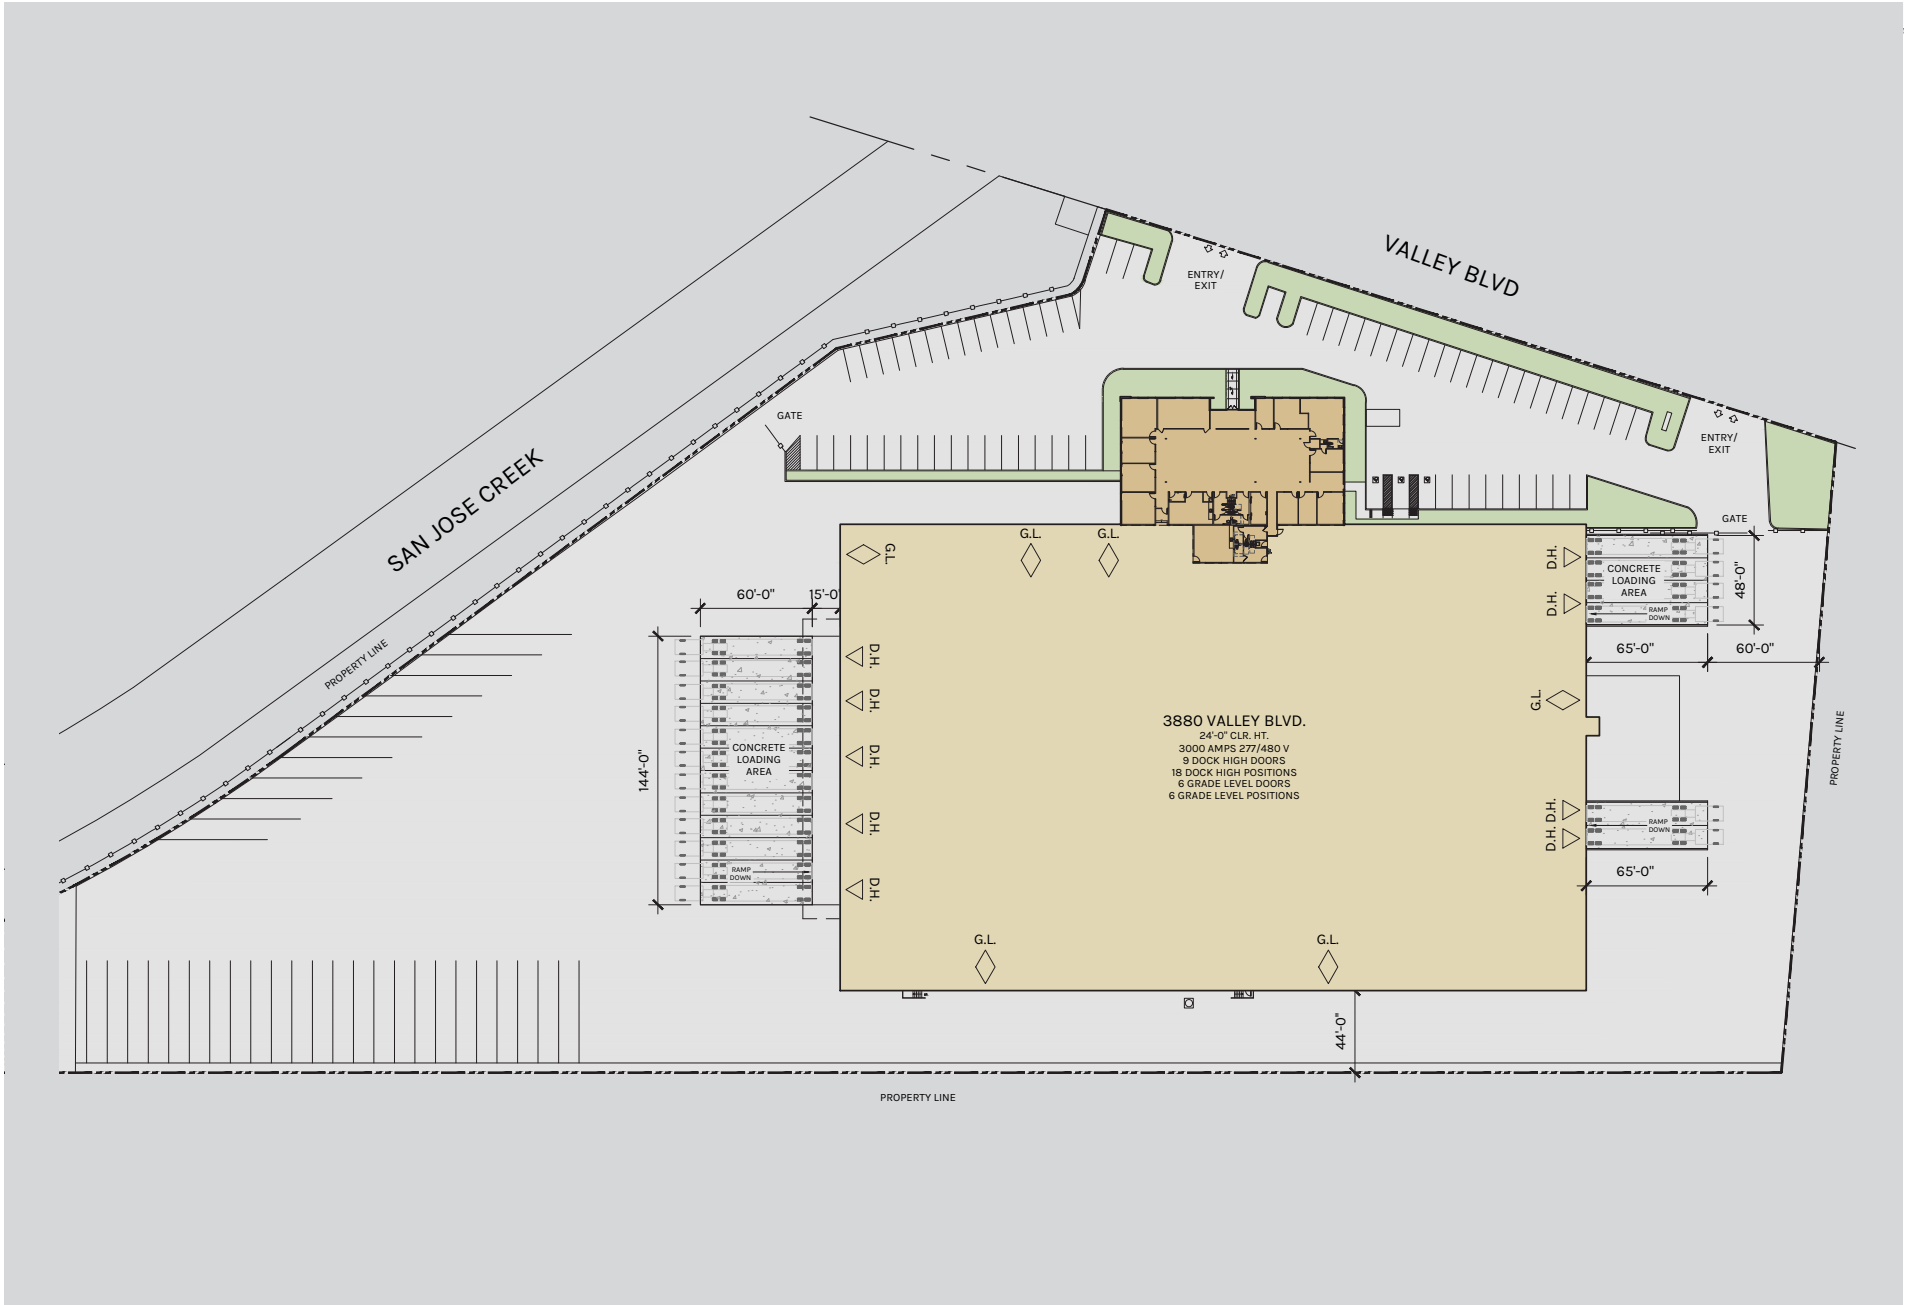 VALLEY BLVD
ENTRY/
EXIT
GATE
ENTRY/
EXIT
SAN JOSE CREEK
GATE
G.L.
G.L.
G.L.
D.H.
CONCRETE
LOADING
AREA
48'-0"
60'-0"
15'-0"
D.H.
RAMP
DOWN
PROPERTY LINE
65'-0"
60'-0"
D.H.
D.H.
G.L.
144'-0"
CONCRETE
LOADING
AREA
D.H.
3880 VALLEY BLVD.
24'-0" CLR. HT.
3000 AMPS 277/480 V
9 DOCK HIGH DOORS
18 DOCK HIGH POSITIONS
6 GRADE LEVEL DOORS
6 GRADE LEVEL POSITIONS
PROPERTY LINE
D.H.
D.H.
D.H.
RAMP
DOWN
RAMP
DOWN
D.H.
65'-0"
G.L.
G.L.
44'-0"
PROPERTY LINE